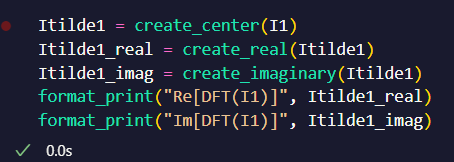 Itilde1 = create_center(I1)
Itilde1_real = create_real(Itilde1)
Itilde1_imag = create_imaginary(Itilde1)
format_print("Re[DFT(I1)]", Itilde1_real)
format_print("Im[DFT(I1)]", Itilde1_imag)
0.0s